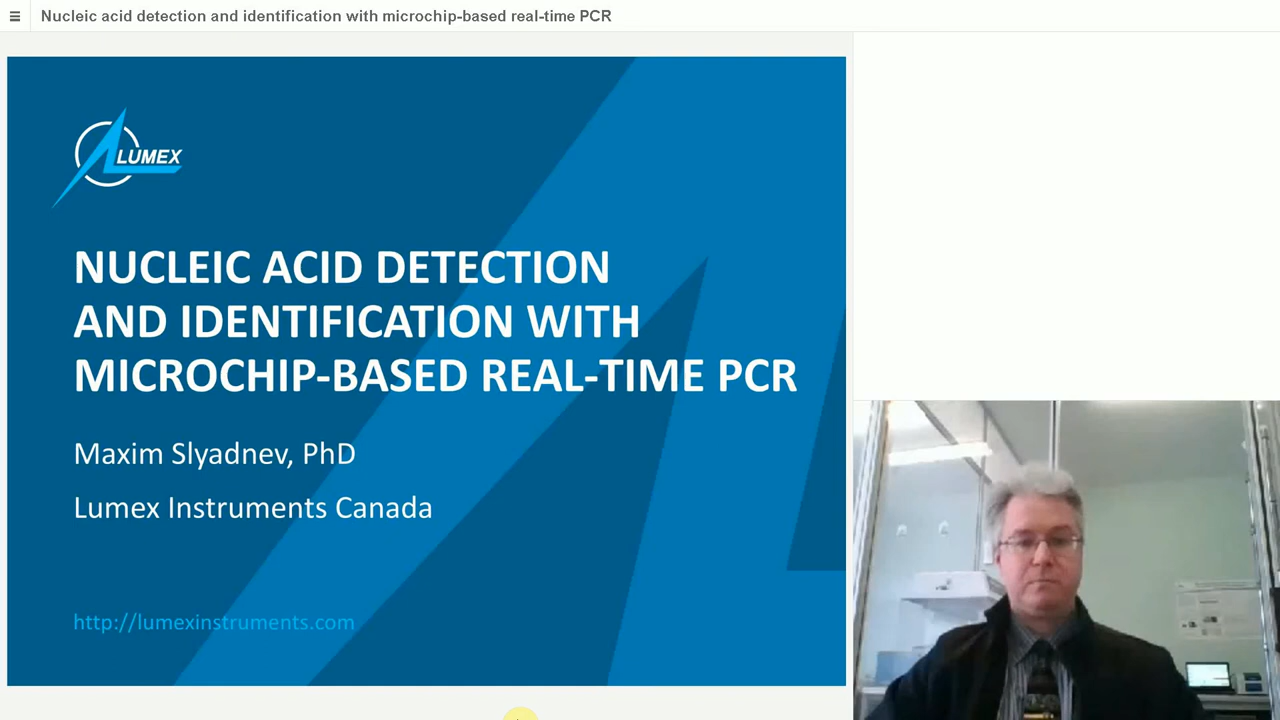 Nucleic acid detection and identification with microchip-based real-time PCR
LUMEX
NUCLEIC ACID DETECTION
AND IDENTIFICATION WITH
MICROCHIP-BASED REAL-TIME PCR
Maxim Slyadnev, PhD
Lumex Instruments Canada
http://lumexinstruments.com